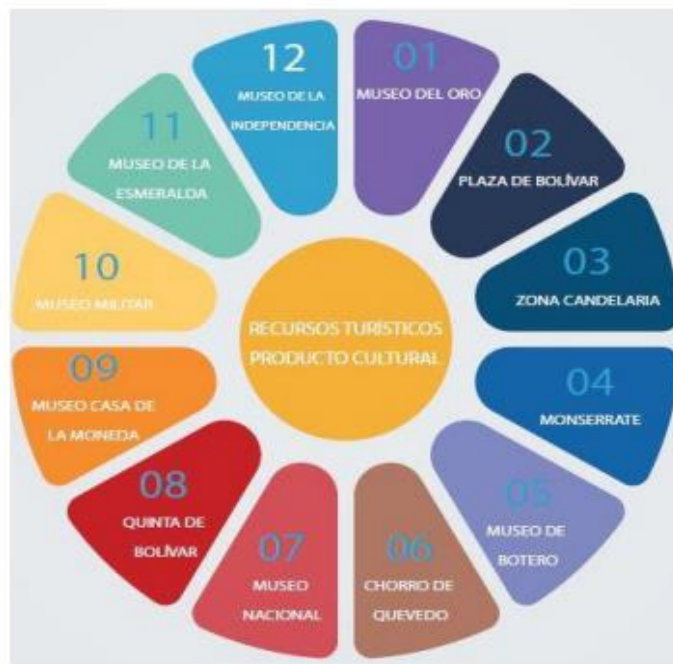 RECURSOS TURÍSTICOS
PRODUCTO CULTURAL
01
MUSEO DEL ORO
02
PLAZA DE BOLÍVAR
03
ZONA CANDELARIA
04
MONSERRATE
05
MUSEO DE
BOTERO
06
CHORRO DE
QUEVEDO
07
MUSEO
NACIONAL
08
QUINTA DE
BOLÍVAR
09
MUSEO CASA DE
LA MONEDA
10
MUSEO MILITAR
11
MUSEO DE LA
ESMERALDA
12
MUSEO DE LA
INDEPENDENCIA